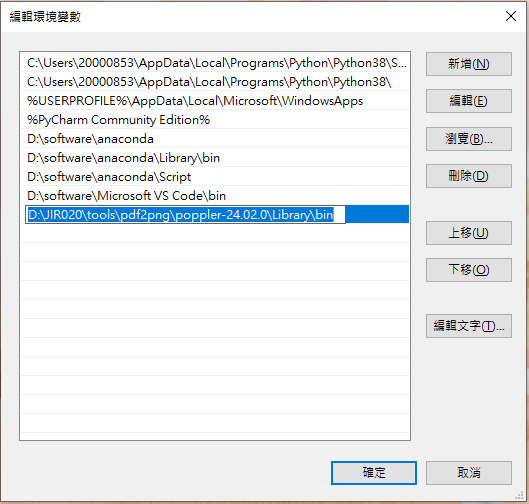 編輯環境變數
C:\Users\20000853\AppData\Local\Programs\Python\Python38\S...
C:\Users\20000853\AppData\Local\Programs\Python\Python38\
%USERPROFILE%\AppData\Local\Microsoft\WindowsApps
%PyCharm Community Edition%
D:\software\anaconda
D:\software\anaconda\Library\bin
D:\software\anaconda\Script
D:\software\Microsoft VS Code\bin
D:\JIR020\tools\pdf2png\poppler-24.02.0\Library\bin
新增(N)
編輯(E)
瀏覽(B)...
刪除(D)
上移(U)
下移(O)
編輯文字(T)...
確定
取消